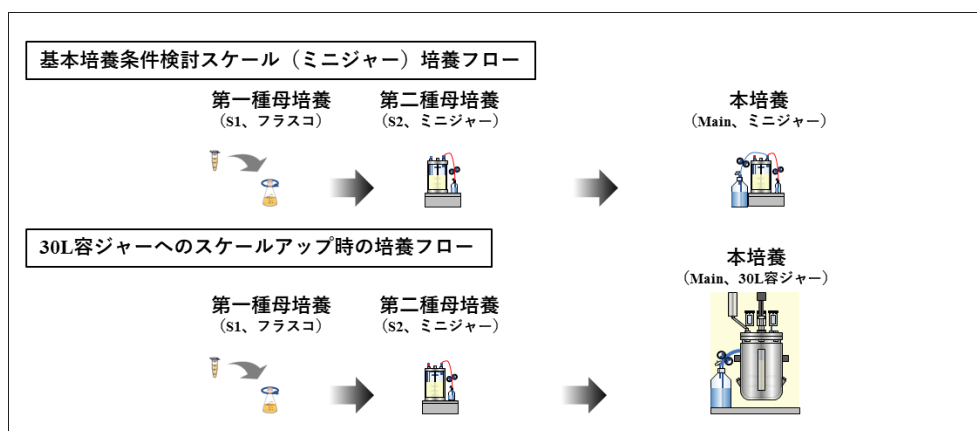 基本培養条件検討スケール（ミニジャー）培養フロー
第一種母培養
（S1、フラスコ）
第二種母培養
（S2、ミニジャー）
本培養
（Main、ミニジャー）
30L容ジャーへのスケールアップ時の培養フロー
第一種母培養
（S1、フラスコ）
第二種母培養
（S2、ミニジャー）
本培養
（Main、30L容ジャー）